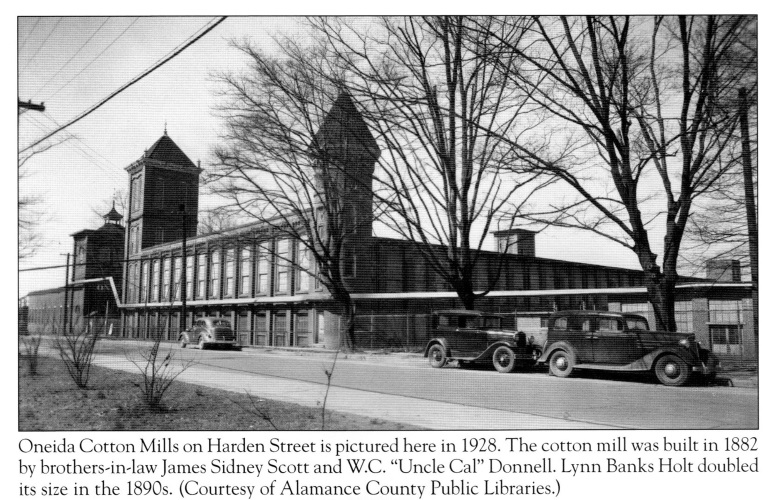 Oneida Cotton Mills on Harden Street is pictured here in 1928. The cotton mill was built in 1882
by brothers-in-law James Sidney Scott and W.C. “Uncle Cal” Donnell. Lynn Banks Holt doubled
its size in the 1890s. (Courtesy of Alamance County Public Libraries.)